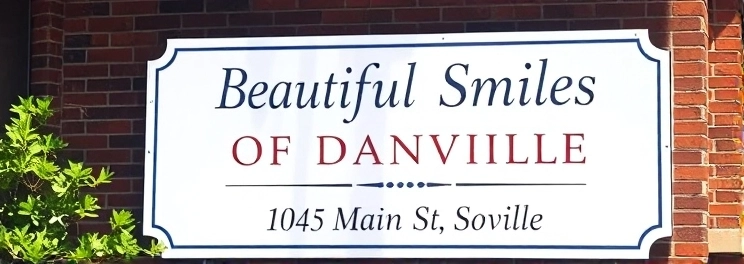 Beautiful Smiles
OF DANVIILLE
1045 Main St, Soville